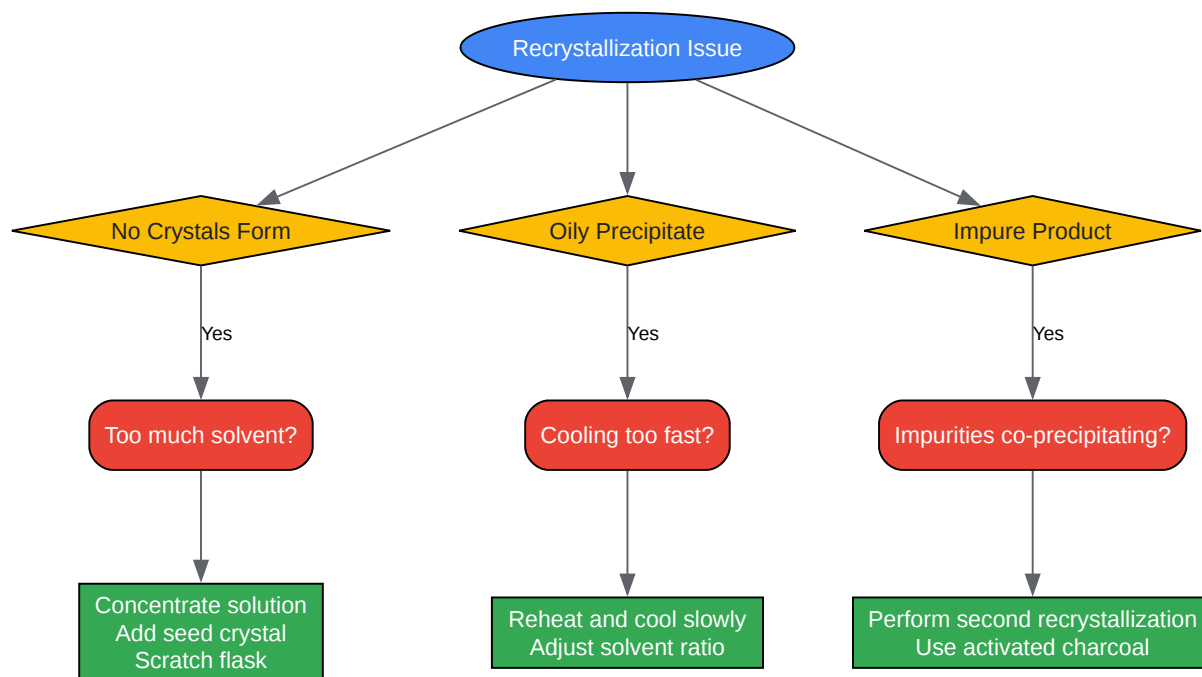 Recrystallization Issue
No Crystals Form
Oily Precipitate
Impure Product
Yes
Yes
Yes
Too much solvent?
Cooling too fast?
Impurities co-precipitating?
Concentrate solution
Add seed crystal
Scratch flask
Reheat and cool slowly
Adjust solvent ratio
Perform second recrystallization
Use activated charcoal